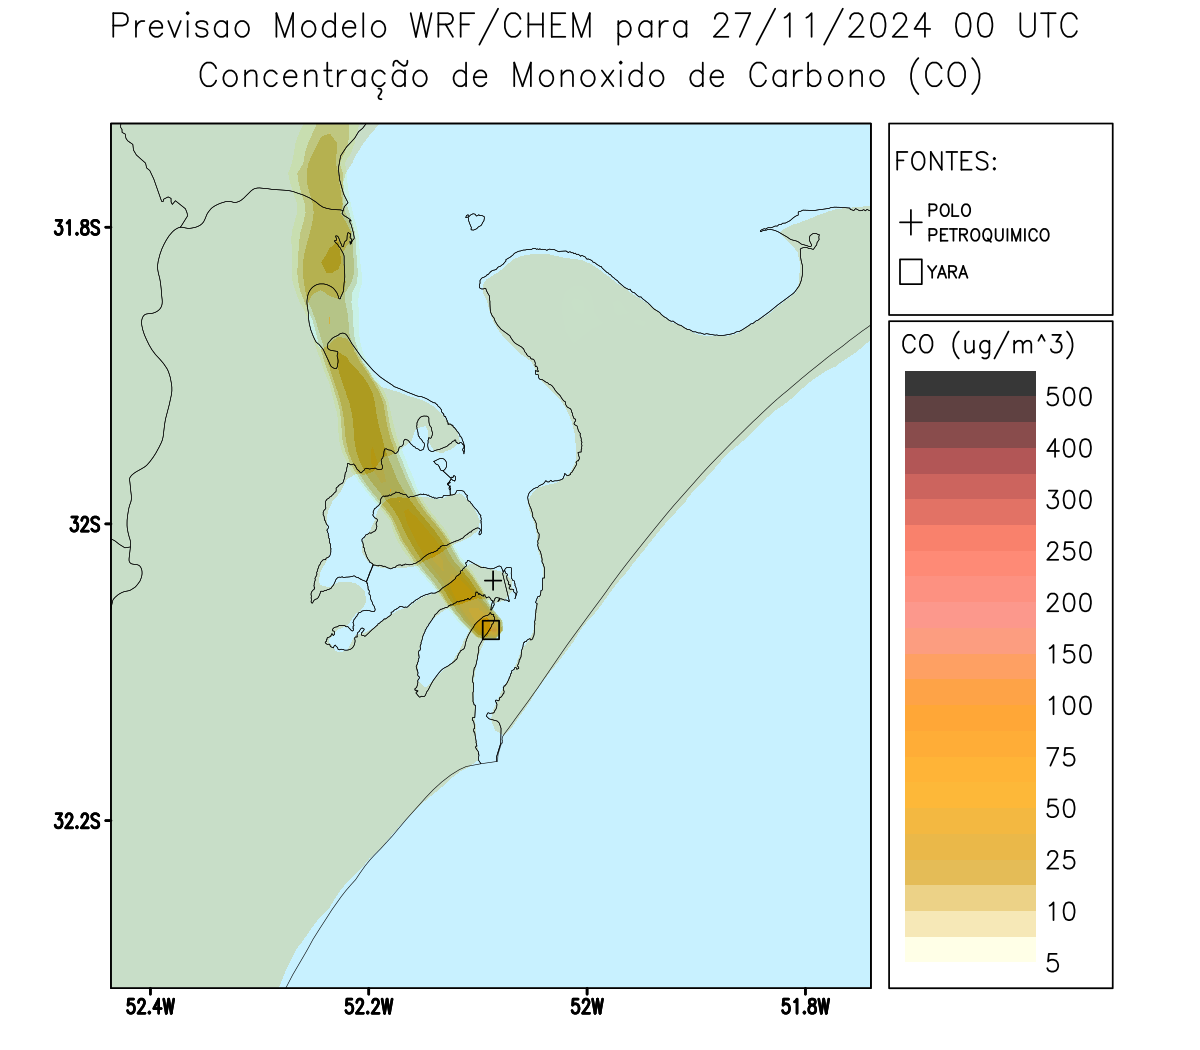 Previsao Modelo WRF/CHEM para 27/11/2024 00 UTC
Concentração de Monoxido de Carbono (CO)
FONTES:
POLO
PETROQUIMICO
YARA
CO (ug/m^3)
500
400
300
250
200
150
100
75
50
25
10
5
31.8S
32S
32.2S
52.4W
52.2W
52W
51.8W